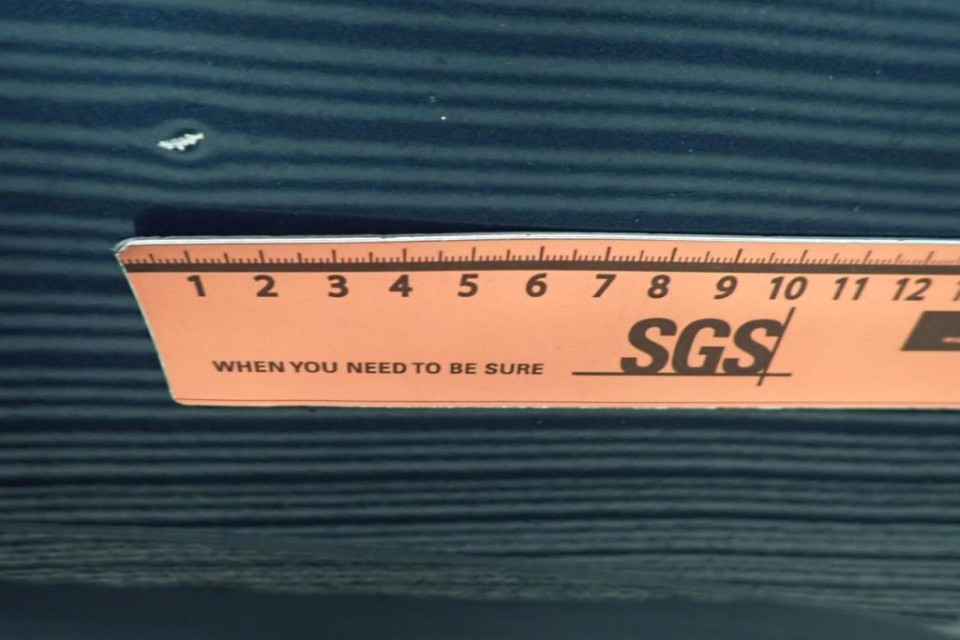 1 2 3 4 5 6 7 8 9 10 11 12
SGS
WHEN YOU NEED TO BE SURE